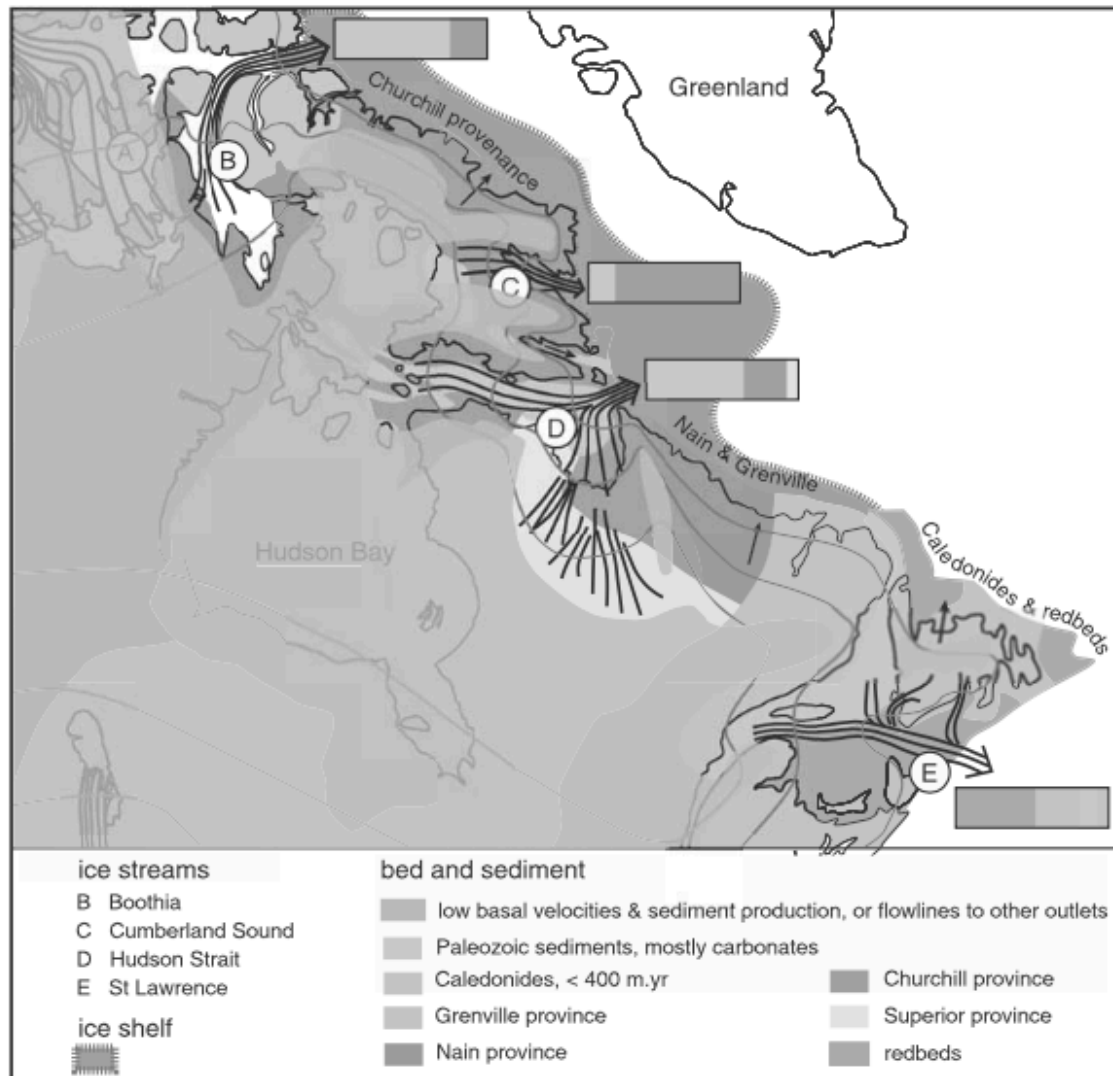 Greenland
Churchill provenance
A
B
C
D
Nain & Grenville
Hudson Bay
Caledonides & redbeds
E
ice streams
B Boothia
C Cumberland Sound
D Hudson Strait
E St Lawrence
ice shelf
bed and sediment
low basal velocities & sediment production, or flowlines to other outlets
Paleozoic sediments, mostly carbonates
Caledonides, < 400 m.yr
Grenville province
Nain province
Churchill province
Superior province
redbeds